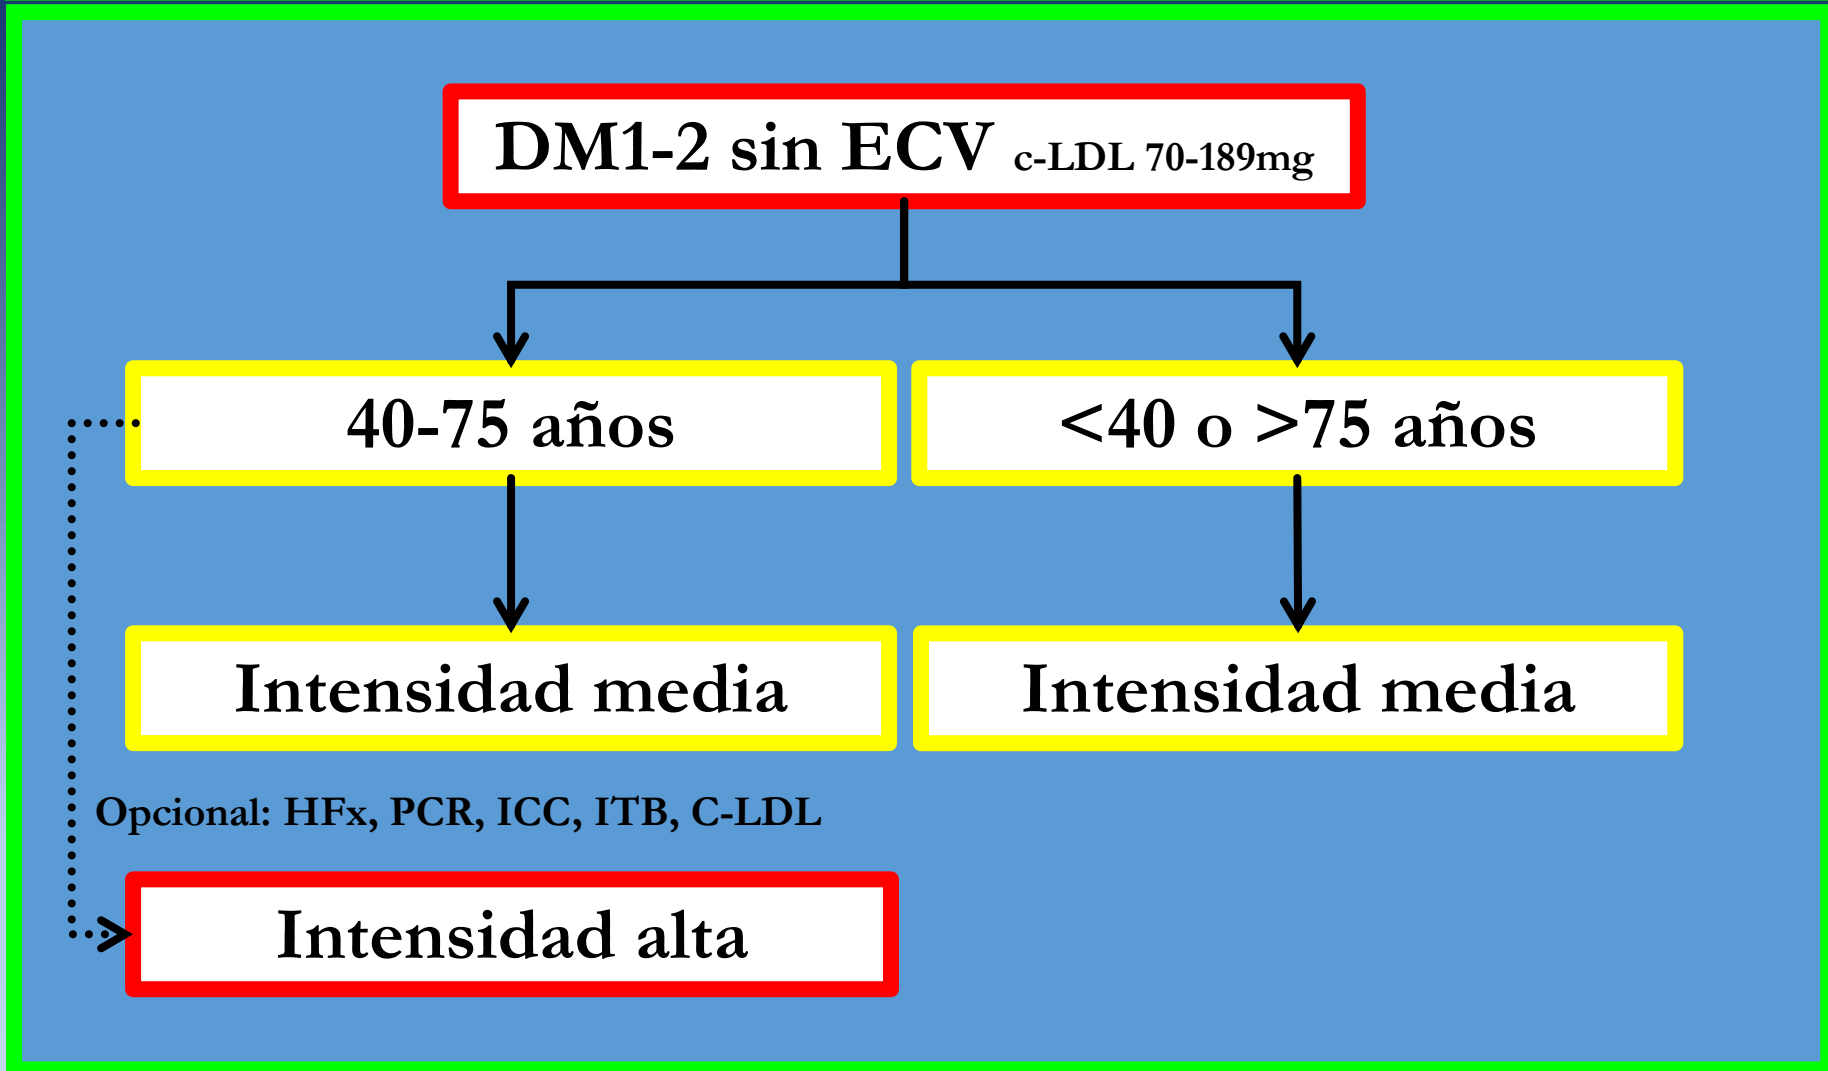 DM1-2 sin ECV c-LDL 70-189mg
40-75 años
<40 o >75 años
Intensidad media
Intensidad media
Opcional: HFx, PCR, ICC, ITB, C-LDL
Intensidad alta